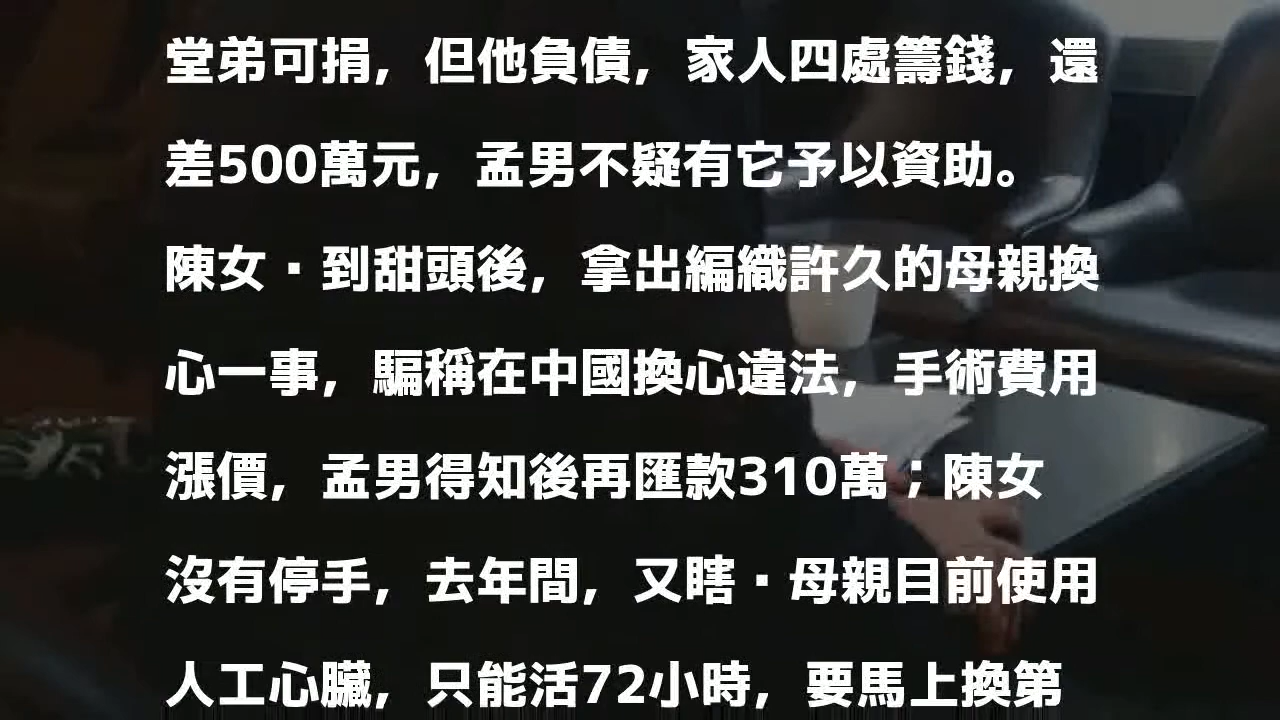 堂弟可捐，但他負債，家人四處籌錢，還
差500萬元，孟男不疑有它予以資助。
陳女·到甜頭後，拿出編織許久的母親換
心一事，騙稱在中國換心違法，手術費用
漲價，孟男得知後再匯款310萬；陳女
沒有停手，去年間，又瞎·母親目前使用
人工心臟，只能活72小時，要馬上換第